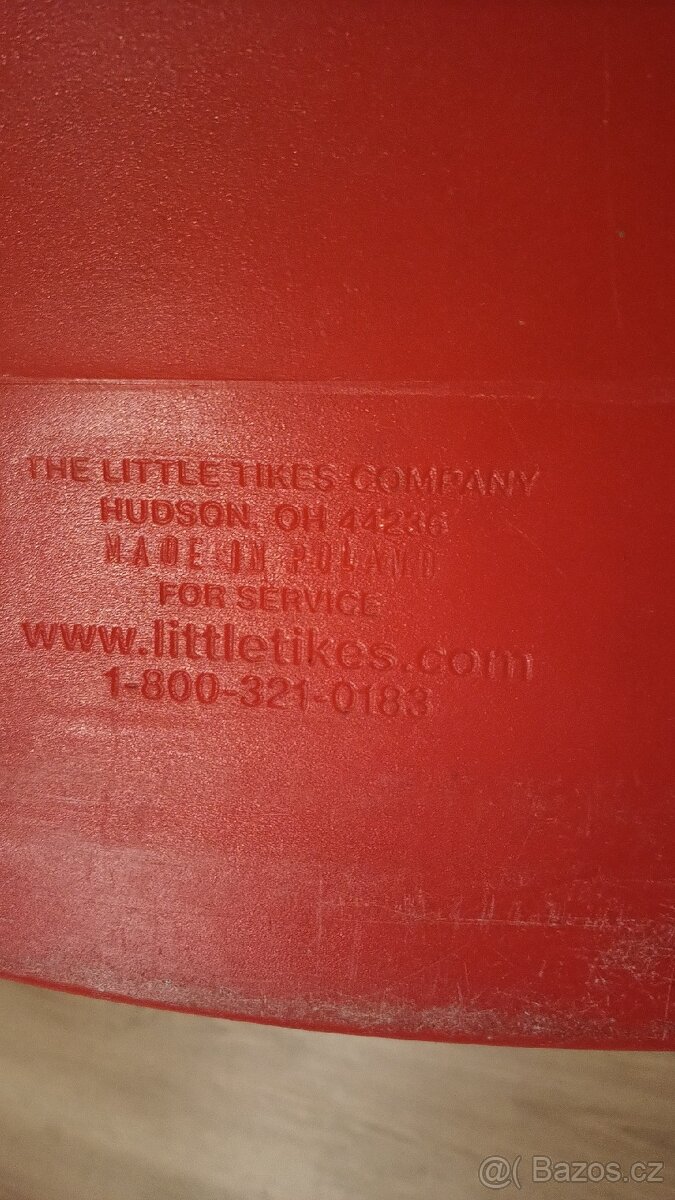 THE LITTLE TIKES COMPANY
HUDSON, OH 44236
MADE IN POLAND
FOR SERVICE
www.littletikes.com
1-800-321-0183
@( Bazos.cz